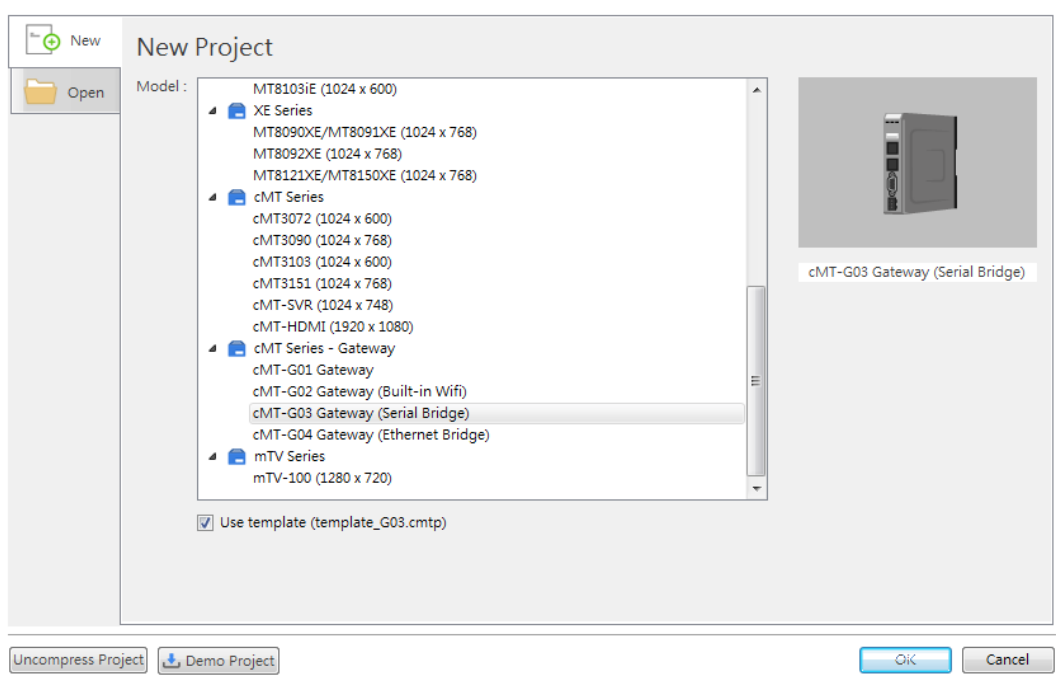 New
Open
New Project
Model :
MT8103iE (1024 x 600)
XE Series
MT8090XE/MT8091XE (1024 x 768)
MT8092XE (1024 x 768)
MT8121XE/MT8150XE (1024 x 768)
cMT Series
cMT3072 (1024 x 600)
cMT3090 (1024 x 768)
cMT3103 (1024 x 600)
cMT3151 (1024 x 768)
cMT-SVR (1024 x 748)
cMT-HDMI (1920 x 1080)
cMT Series - Gateway
cMT-G01 Gateway
cMT-G02 Gateway (Built-in Wifi)
cMT-G03 Gateway (Serial Bridge)
cMT-G04 Gateway (Ethernet Bridge)
mTV Series
mTV-100 (1280 x 720)
cMT-G03 Gateway (Serial Bridge)
Use template (template_G03.cmtp)
Uncompress Project
Demo Project
OK
Cancel